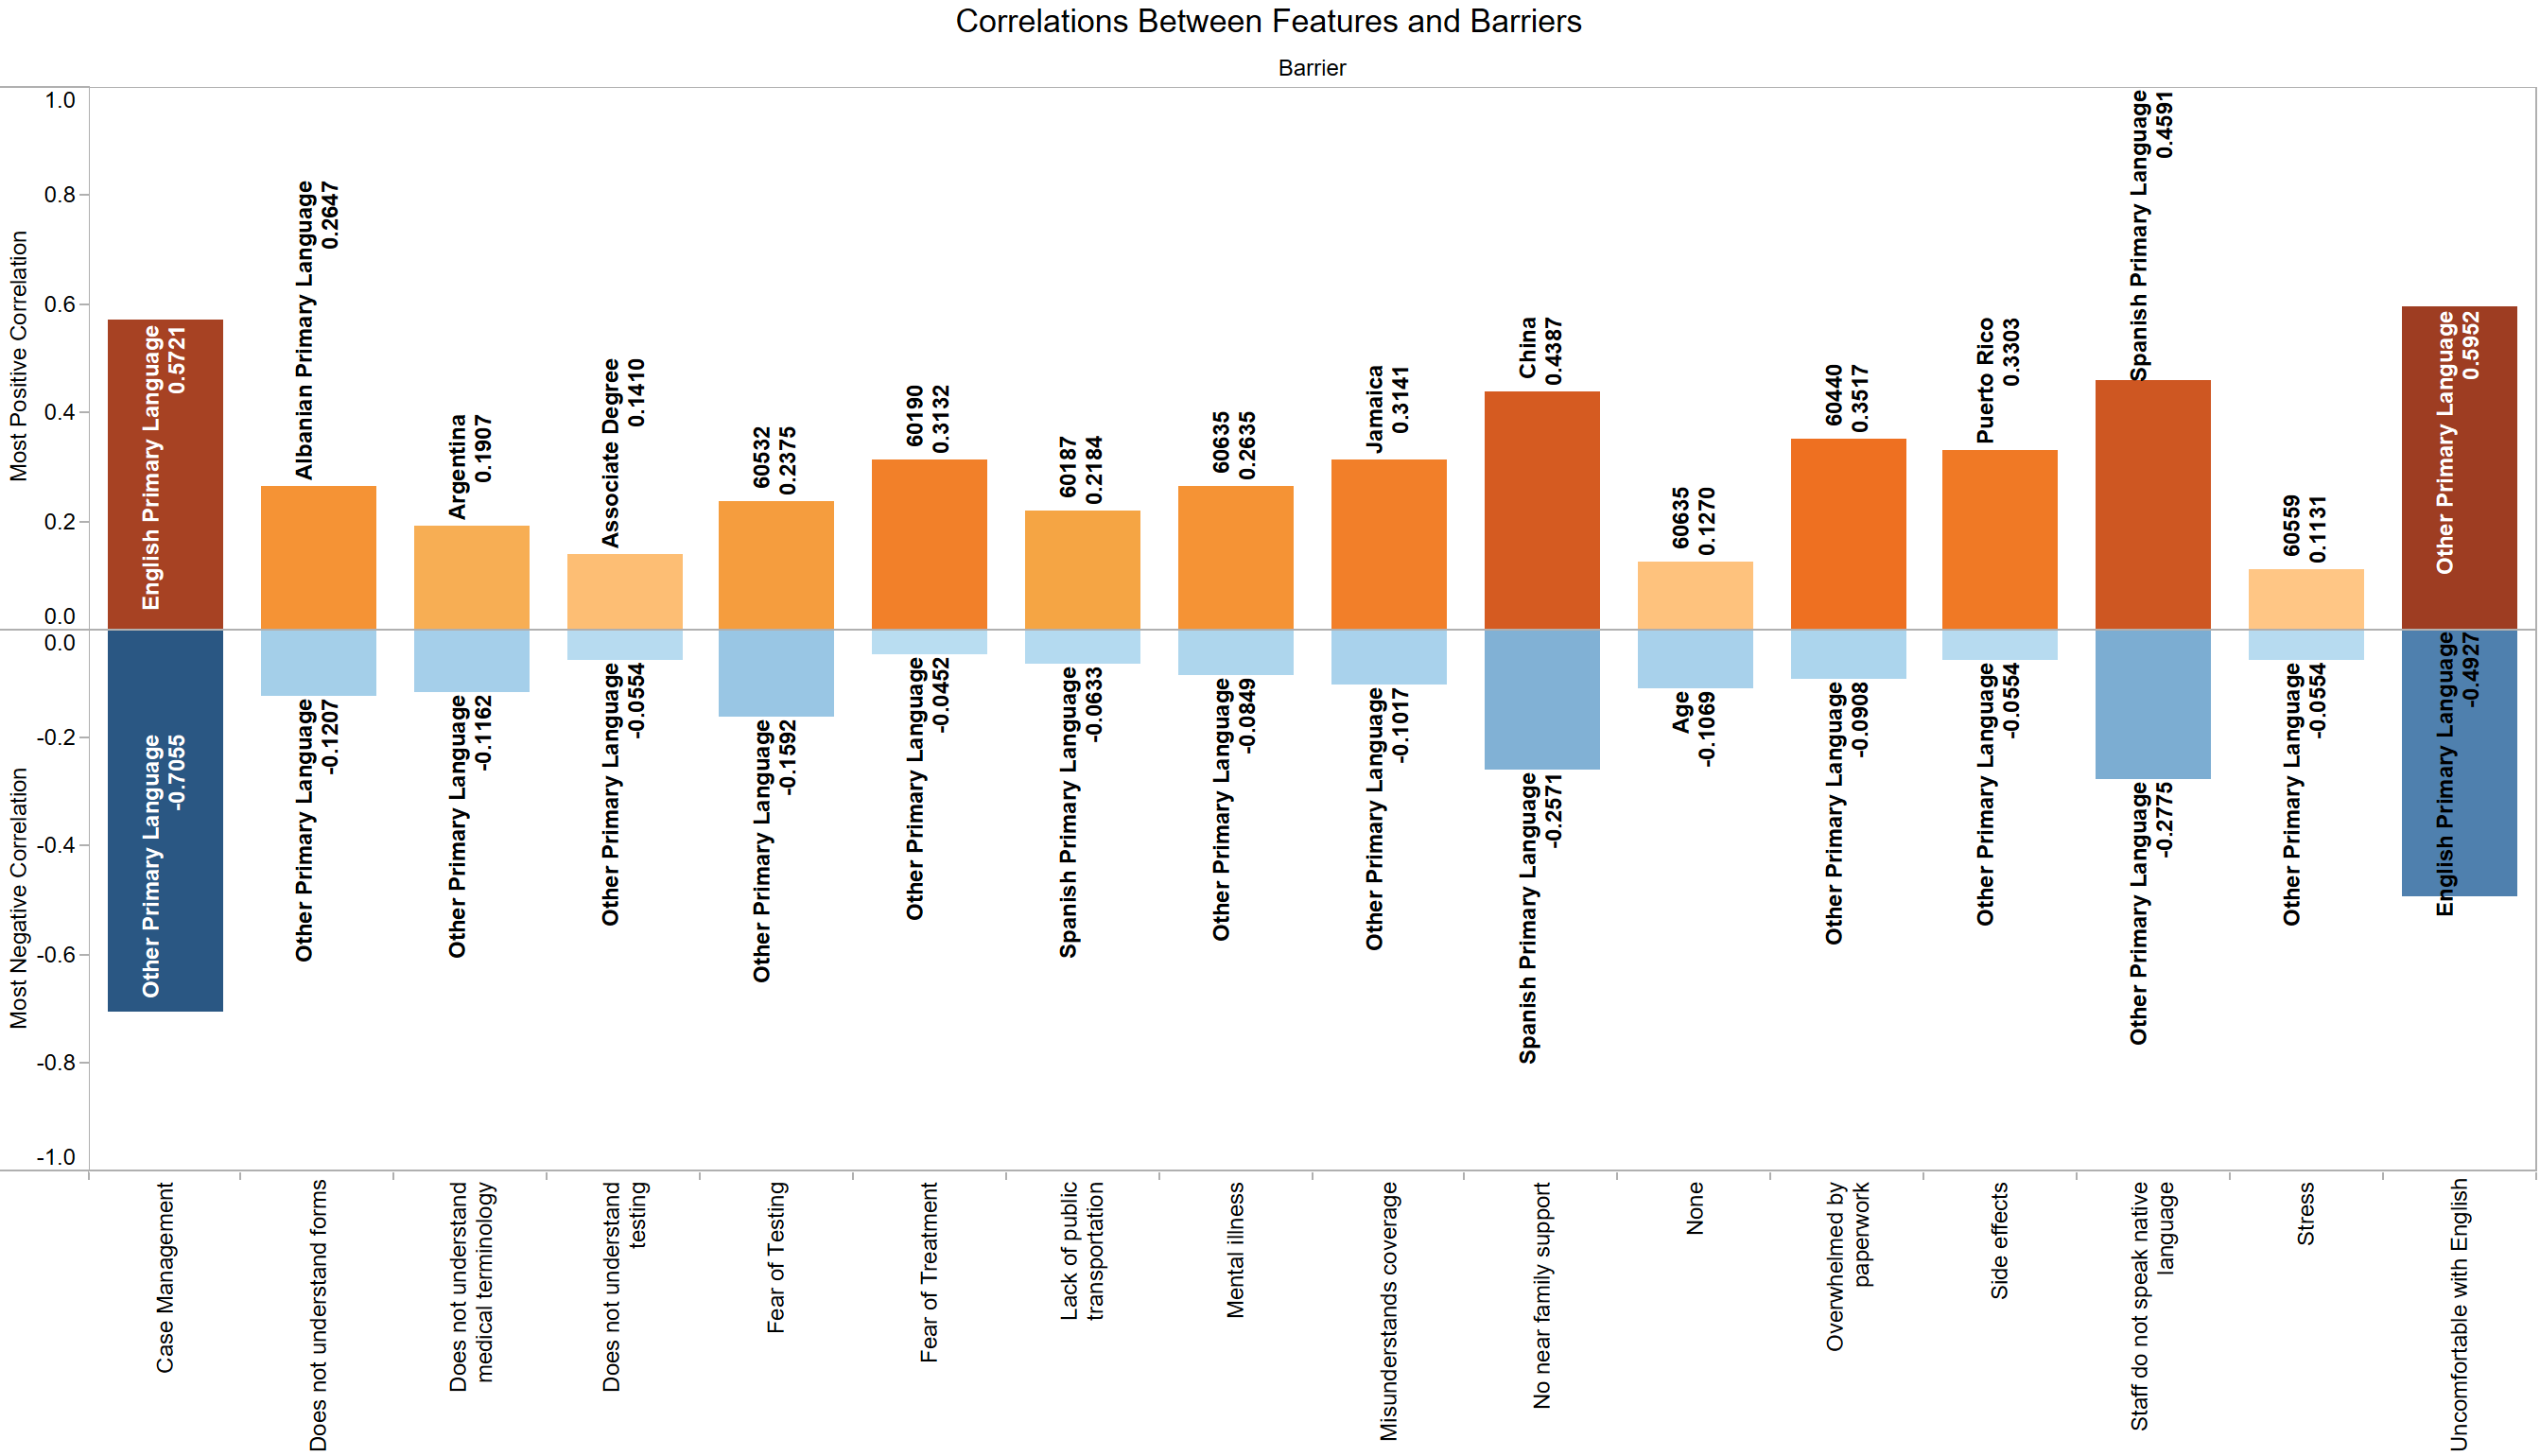 Correlations Between Features and Barriers
Barrier
Most Positive Correlation
1.0
0.8
0.6
0.4
0.2
0.0
English Primary Language
0.5721
Albanian Primary Language
0.2647
Argentina
0.1907
Associate Degree
0.1410
60532
0.2375
60190
0.3132
60187
0.2184
60635
0.2635
Jamaica
0.3141
China
0.4387
60635
0.1270
60440
0.3517
Puerto Rico
0.3303
Spanish Primary Language
0.4591
60559
0.1131
Other Primary Language
0.5952
Most Negative Correlation
0.0
-0.2
-0.4
-0.6
-0.8
-1.0
Other Primary Language
-0.7055
Other Primary Language
-0.1207
Other Primary Language
-0.1162
Other Primary Language
-0.0554
Other Primary Language
-0.1592
Other Primary Language
-0.0452
Spanish Primary Language
-0.0633
Other Primary Language
-0.0849
Other Primary Language
-0.1017
Spanish Primary Language
-0.2571
Age
-0.1069
Other Primary Language
-0.0908
Other Primary Language
-0.0554
Other Primary Language
-0.2775
Other Primary Language
-0.0554
English Primary Language
-0.4927
Case Management
Does not understand forms
Does not understand
medical terminology
Does not understand
testing
Fear of Testing
Fear of Treatment
Lack of public
transportation
Mental illness
Misunderstands coverage
No near family support
None
Overwhelmed by
paperwork
Side effects
Staff do not speak native
language
Stress
Uncomfortable with English